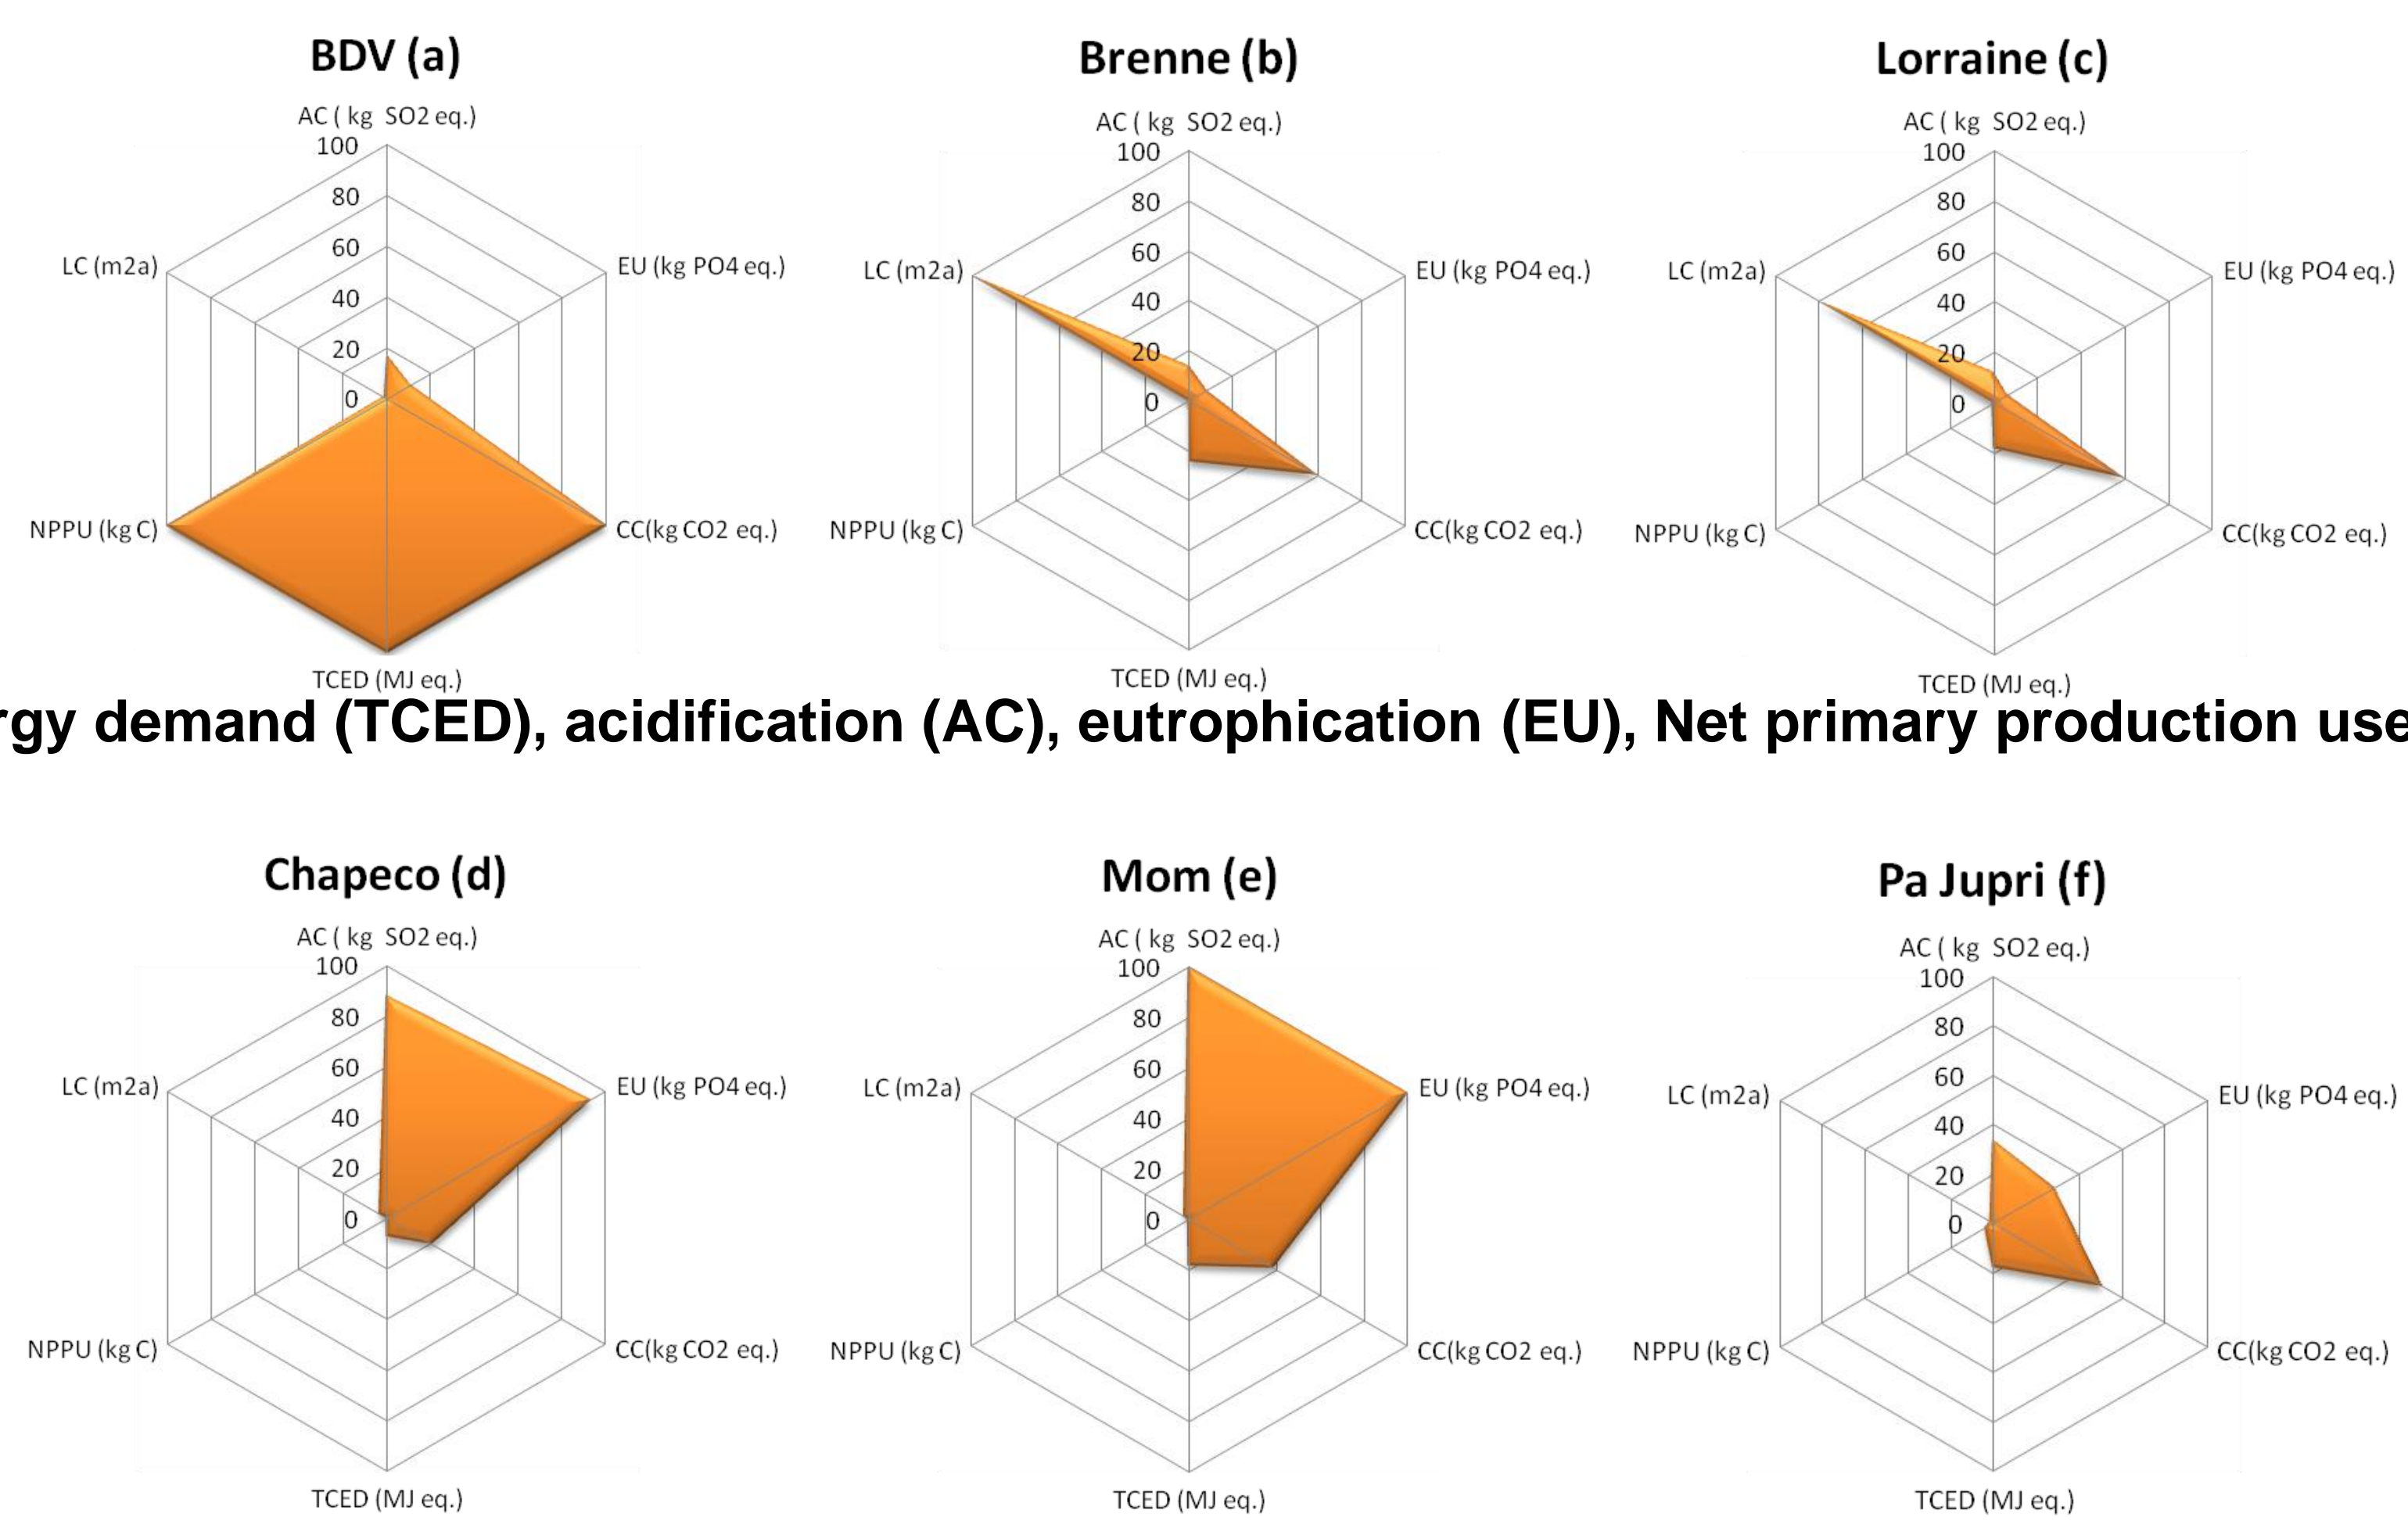 BDV (a)
AC ( kg SO2 eq.)
100
80
60
40
20
0
LC (m2a)
EU (kg PO4 eq.)
NPPU (kg C)
CC(kg CO2 eq.)
TCED (MJ eq.)
Brenne (b)
AC ( kg SO2 eq.)
100
80
60
40
20
0
LC (m2a)
EU (kg PO4 eq.)
NPPU (kg C)
CC(kg CO2 eq.)
TCED (MJ eq.)
Lorraine (c)
AC ( kg SO2 eq.)
100
80
60
40
20
0
LC (m2a)
EU (kg PO4 eq.)
NPPU (kg C)
CC(kg CO2 eq.)
TCED (MJ eq.)
rgy demand (TCED), acidification (AC), eutrophication (EU), Net primary production use
Chapeco (d)
AC ( kg SO2 eq.)
100
80
60
40
20
0
LC (m2a)
EU (kg PO4 eq.)
NPPU (kg C)
CC(kg CO2 eq.)
TCED (MJ eq.)
Mom (e)
AC ( kg SO2 eq.)
100
80
60
40
20
0
LC (m2a)
EU (kg PO4 eq.)
NPPU (kg C)
CC(kg CO2 eq.)
TCED (MJ eq.)
Pa Jupri (f)
AC ( kg SO2 eq.)
100
80
60
40
20
0
LC (m2a)
EU (kg PO4 eq.)
NPPU (kg C)
CC(kg CO2 eq.)
TCED (MJ eq.)